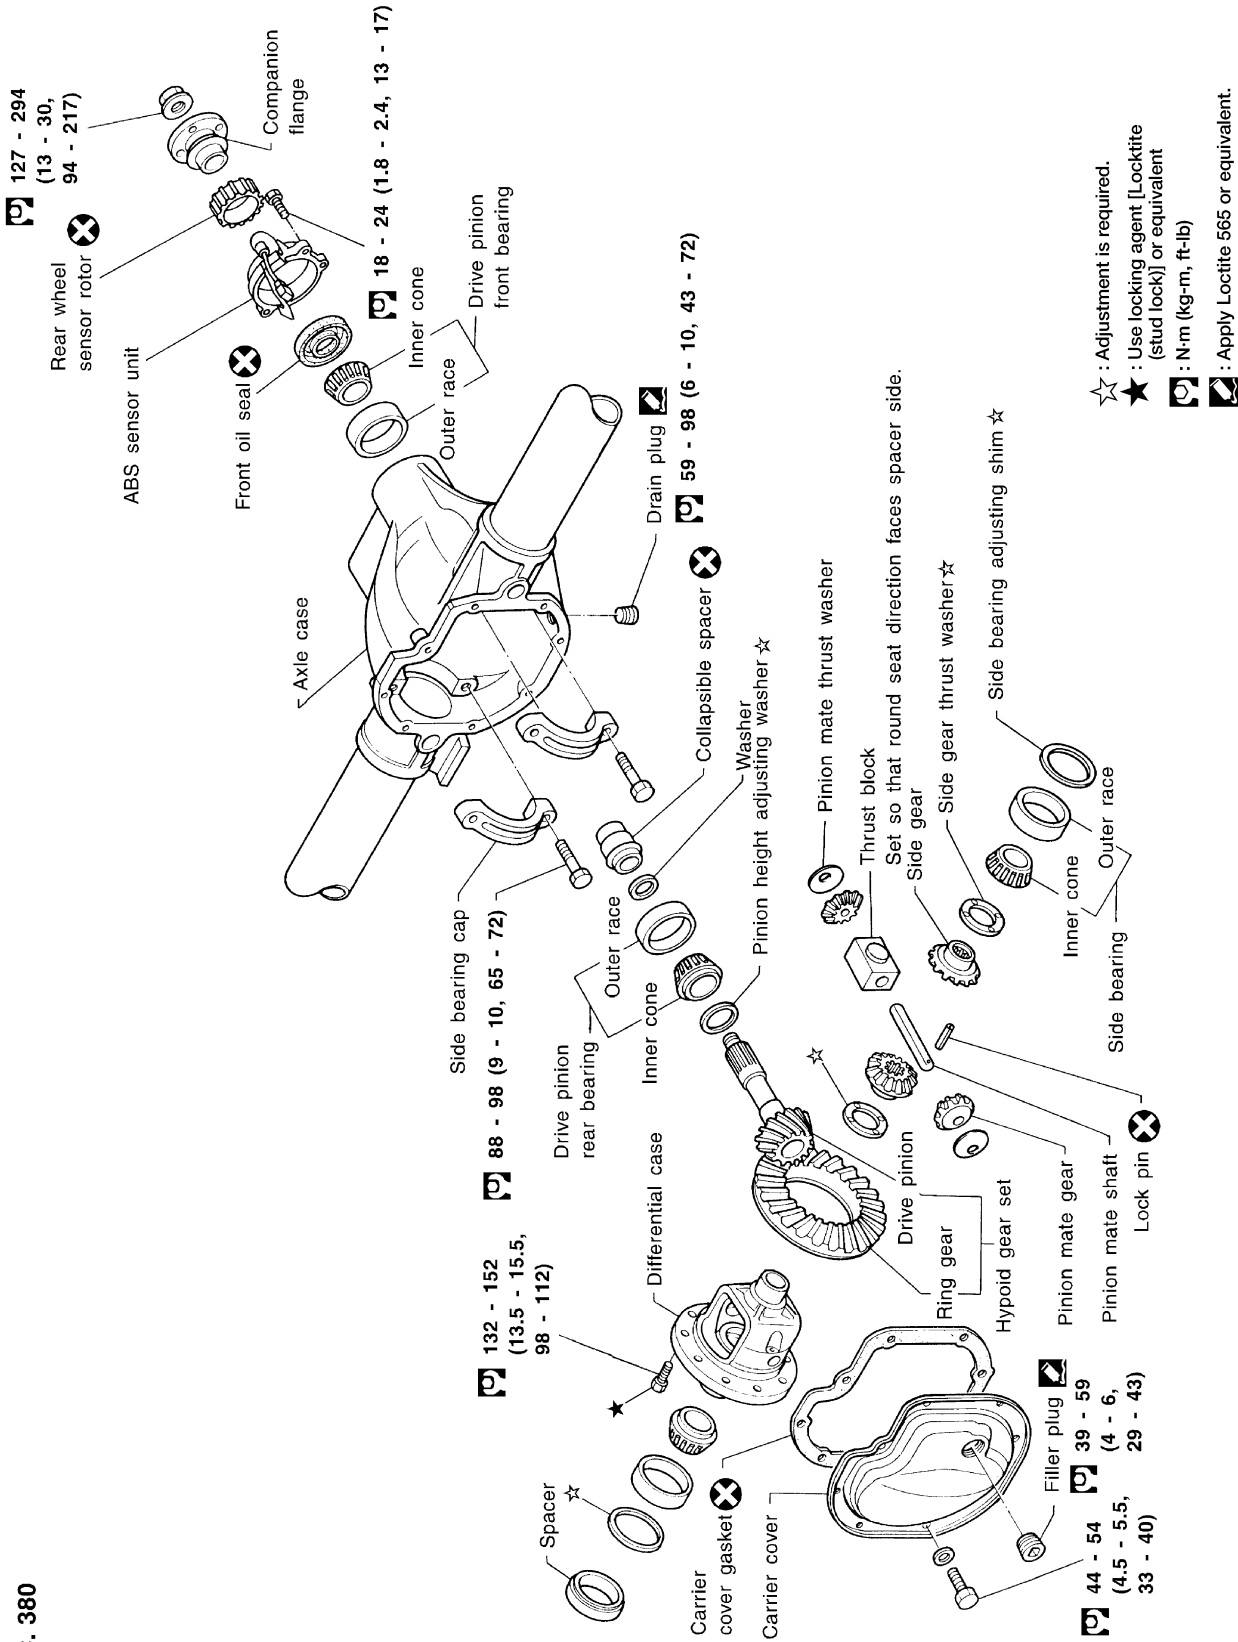 . 380
127 - 294
(13 - 30,
94 - 217)
Companion
flange
Rear wheel
sensor rotor
18 - 24 (1.8 - 2.4, 13 - 17)
ABS sensor unit
Front oil seal
Inner cone
Outer race
Drive pinion
front bearing
Axle case
Drain plug
59 - 98 (6 - 10, 43 - 72)
Side bearing cap
88 - 98 (9 - 10, 65 - 72)
Collapsible spacer
Washer
Pinion height adjusting washer ☆
Outer race
Inner cone
Drive pinion
rear bearing
Pinion mate thrust washer
Thrust block
Set so that round seat direction faces spacer side.
Side gear
Side gear thrust washer ☆
Side bearing adjusting shim ☆
Inner cone
Outer race
Side bearing
☆
132 - 152
(13.5 - 15.5,
98 - 112)
Differential case
★
Drive pinion
Ring gear
Hypoid gear set
Pinion mate gear
Pinion mate shaft
Lock pin
Spacer
☆
Carrier
cover gasket
Carrier cover
Filler plug
39 - 59
(4 - 6,
29 - 43)
44 - 54
(4.5 - 5.5,
33 - 40)
☆ : Adjustment is required.
★ : Use locking agent [Locktite
(stud lock)] or equivalent
: N·m (kg-m, ft-lb)
: Apply Loctite 565 or equivalent.